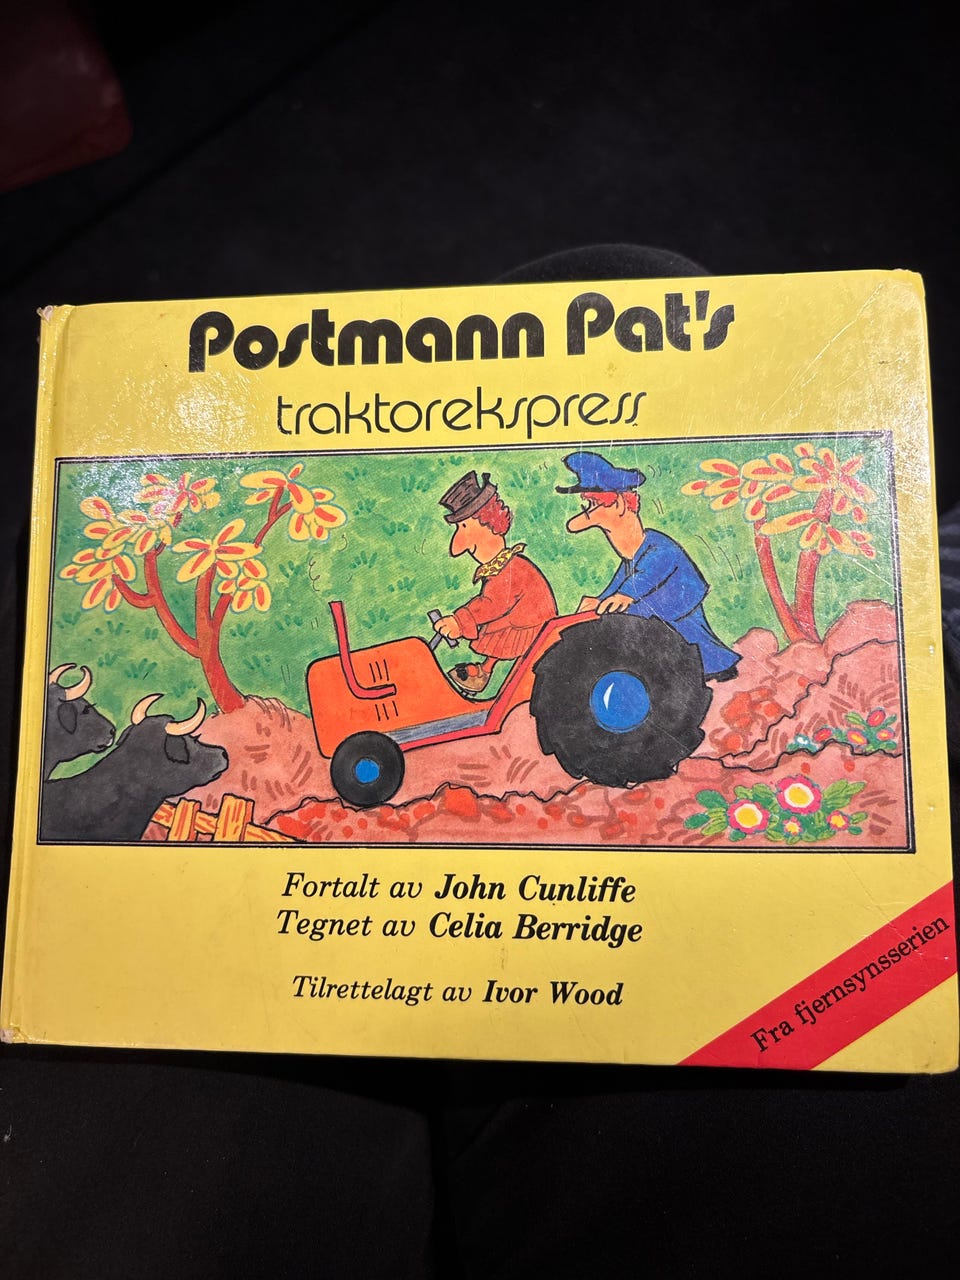 Postmann Pat's
traktorekspress
Fortalt av John Cunliffe
Tegnet av Celia Berridge
Tilrettelagt av Ivor Wood
Fra fjernsynsserien